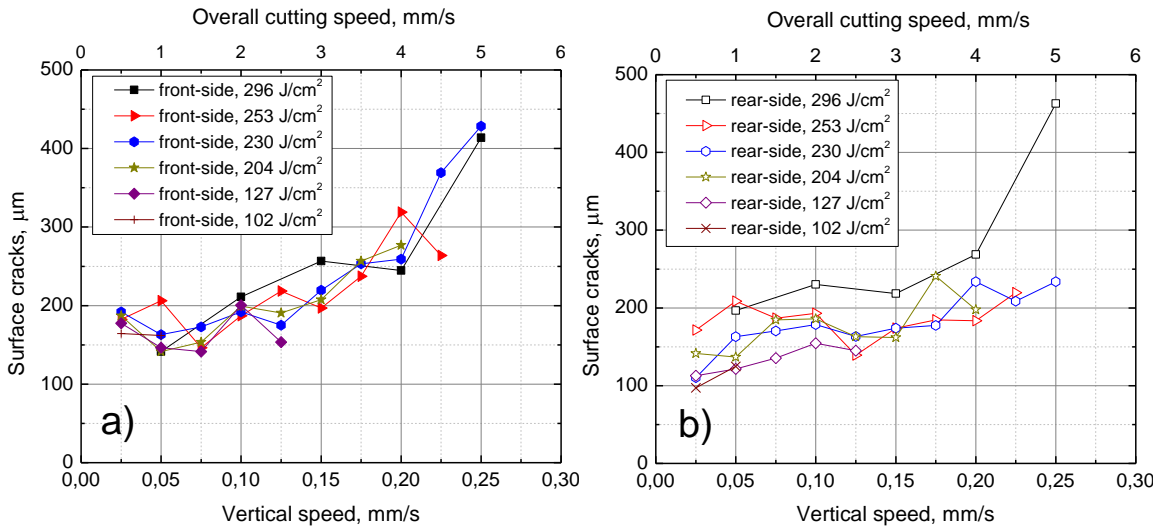 Overall cutting speed, mm/s
0 1 2 3 4 5 6
500
400
300
200
100
0
Surface cracks, μm
front-side, 296 J/cm²
front-side, 253 J/cm²
front-side, 230 J/cm²
front-side, 204 J/cm²
front-side, 127 J/cm²
front-side, 102 J/cm²
a)
0,00 0,05 0,10 0,15 0,20 0,25 0,30
Vertical speed, mm/s
Overall cutting speed, mm/s
0 1 2 3 4 5 6
500
400
300
200
100
0
Surface cracks, μm
rear-side, 296 J/cm²
rear-side, 253 J/cm²
rear-side, 230 J/cm²
rear-side, 204 J/cm²
rear-side, 127 J/cm²
rear-side, 102 J/cm²
b)
0,00 0,05 0,10 0,15 0,20 0,25 0,30
Vertical speed, mm/s